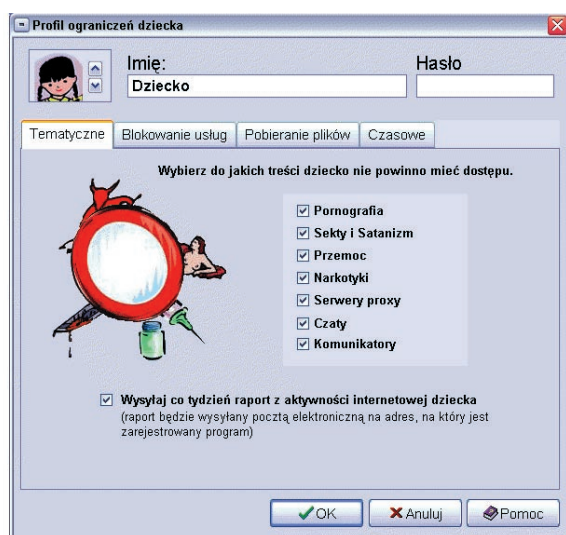 Profil ograniczeń dziecka
Imię:
Hasło
Dziecko
Tematyczne
Blokowanie usług
Pobieranie plików
Czasowe
Wybierz do jakich treści dziecko nie powinno mieć dostępu.
Pornografia
Sekty i Satanizm
Przemoc
Narkotyki
Serwery proxy
Czaty
Komunikatory
Wysyłaj co tydzień raport z aktywności internetowej dziecka
(raport będzie wysyłany pocztą elektroniczną na adres, na który jest
zarejestrowany program)
OK
Anuluj
Pomoc